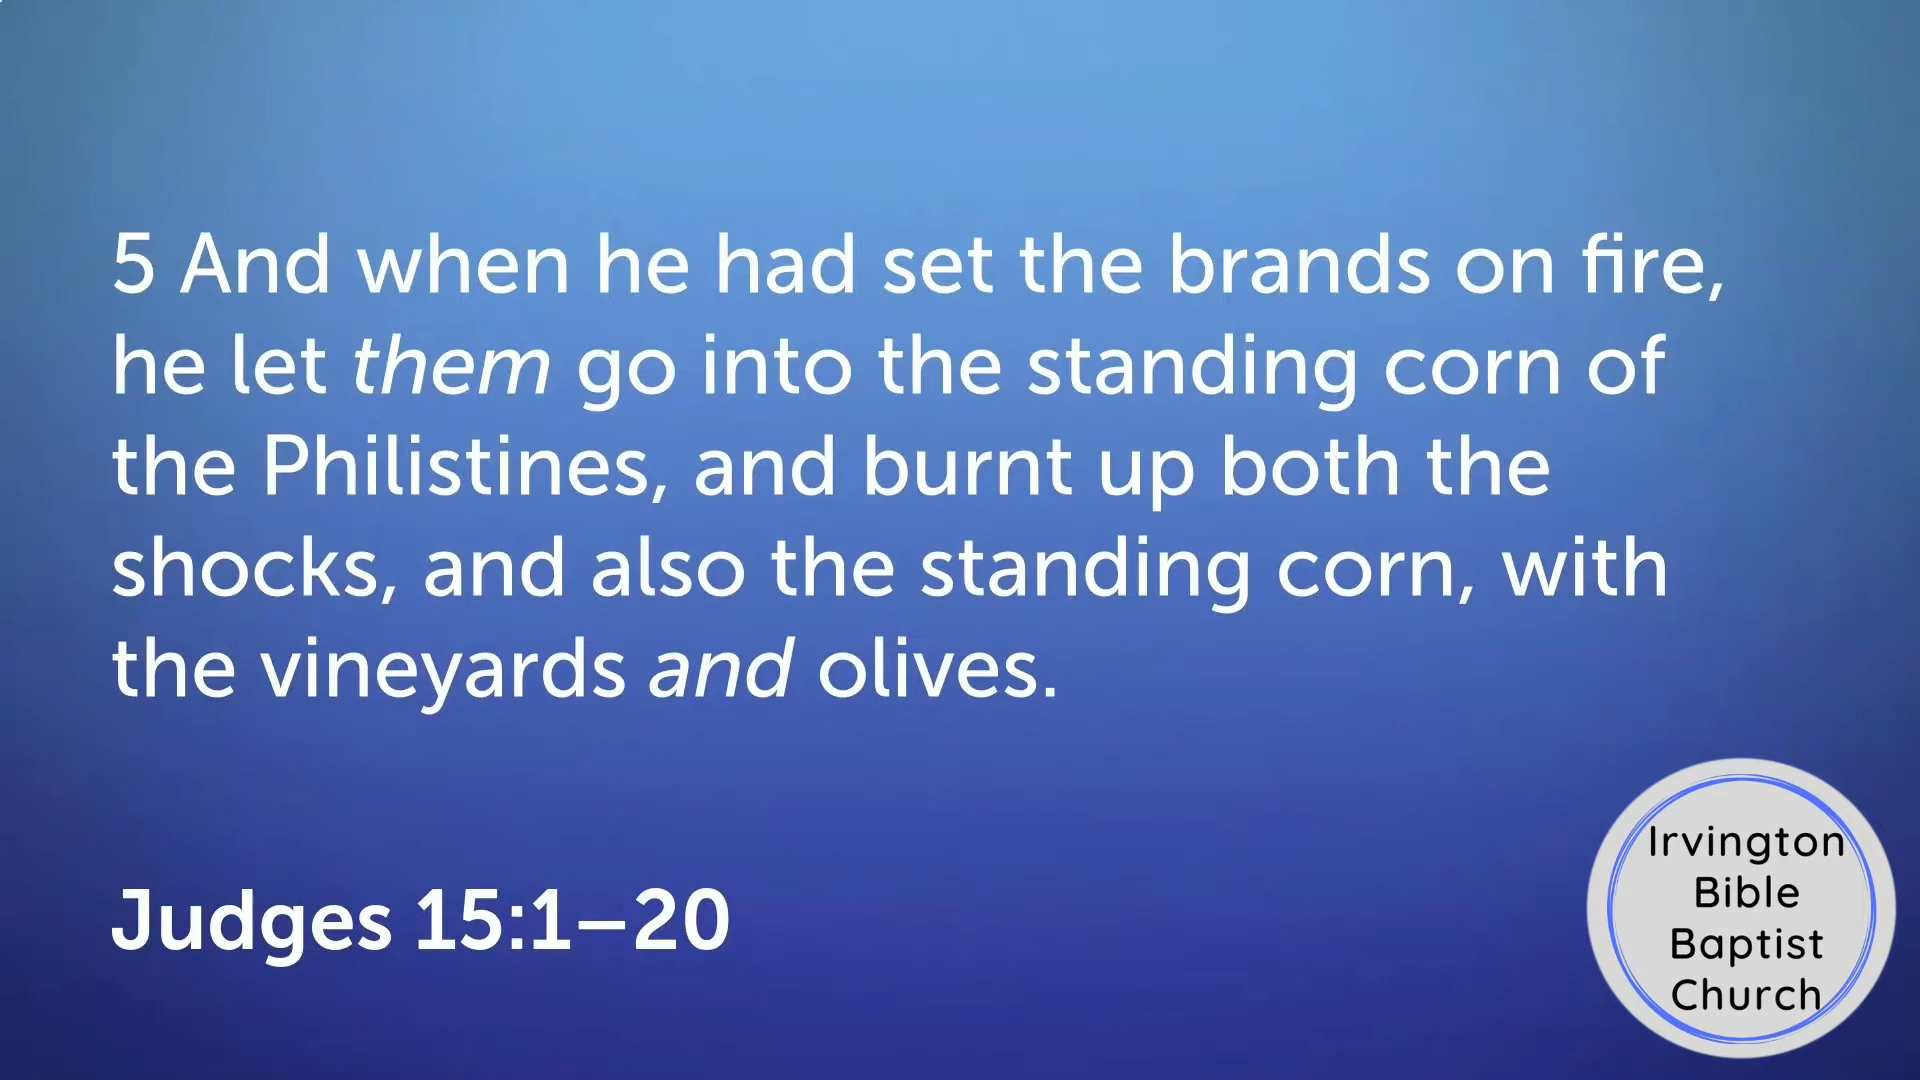 5 And when he had set the brands on fire,
he let them go into the standing corn of
the Philistines, and burnt up both the
shocks, and also the standing corn, with
the vineyards and olives.
Judges 15:1–20
Irvington
Bible
Baptist
Church